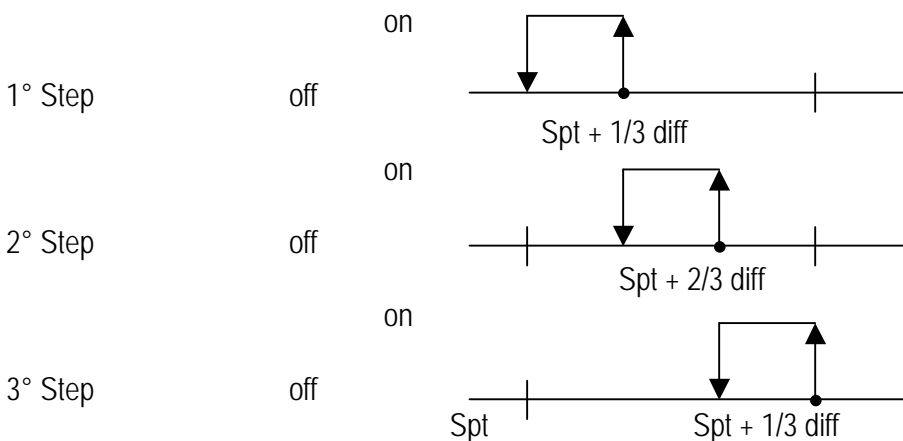 on
1° Step off
Spt + 1/3 diff
on
2° Step off
Spt + 2/3 diff
on
3° Step off
Spt Spt + 1/3 diff